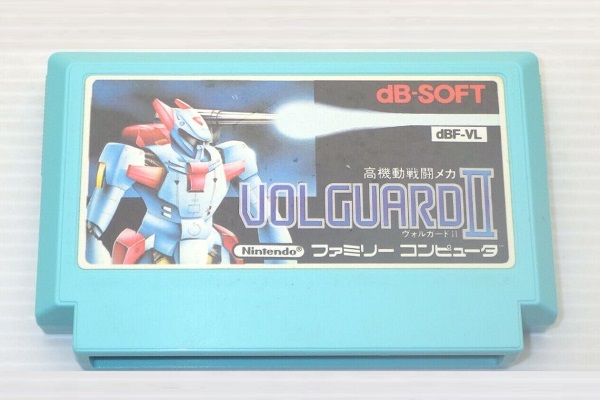 dB-SOFT
dBF-VL
高機動戦闘メカ
VOLGUARD II
ヴォルガードII
Nintendo® ファミリー コンピュータ